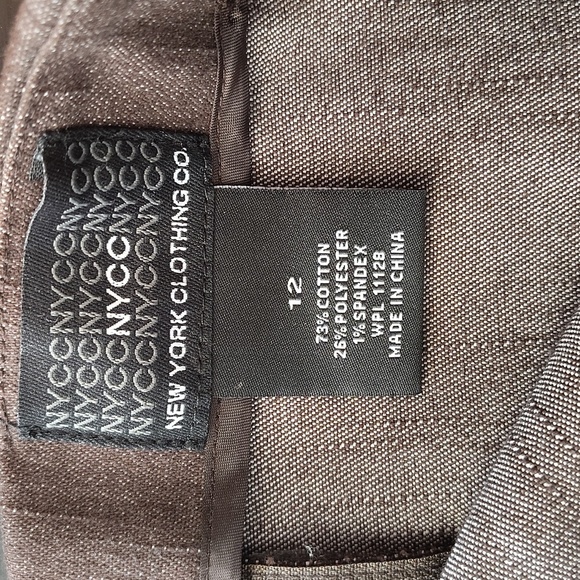 NYCCNYCCNYCC
NYCCNYCCNYCC
NYCCNYCCNYCC
NYCCNYCCNYCC
NEW YORK CLOTHING CO.
12
73% COTTON
26% POLYESTER
1% SPANDEX
WPL 11128
MADE IN CHINA